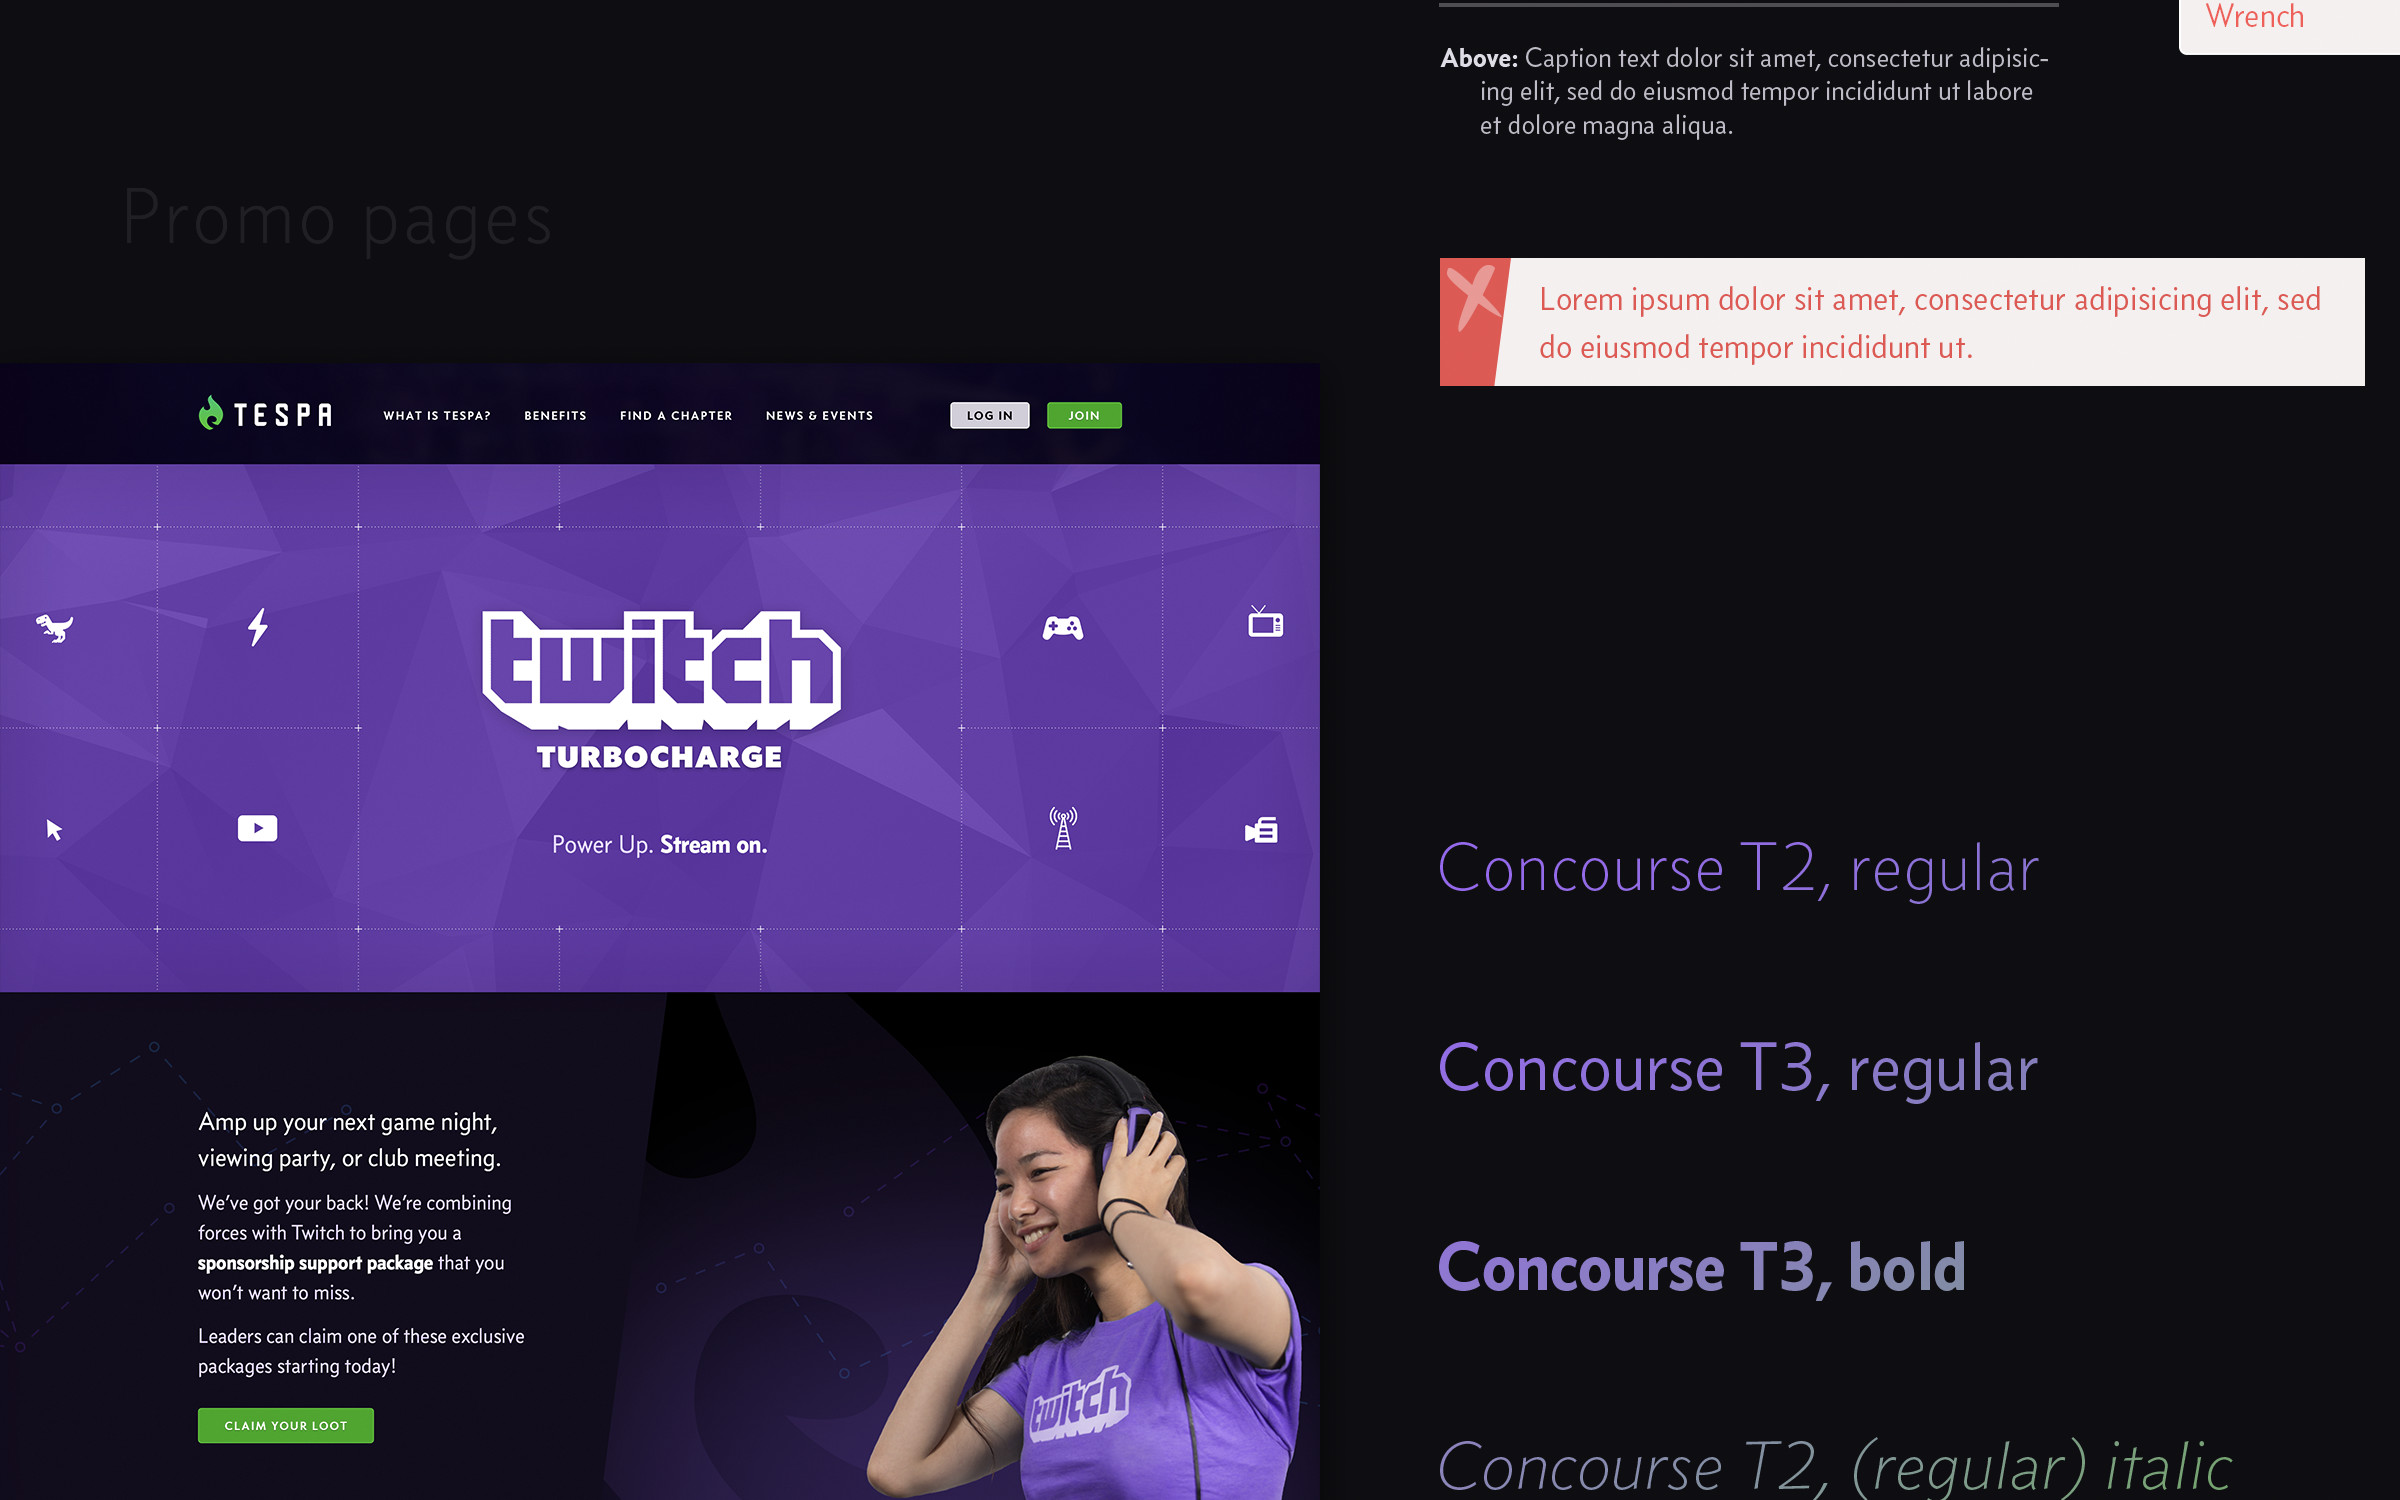 Promo pages
TESPA
WHAT IS TESPA?
BENEFITS
FIND A CHAPTER
NEWS & EVENTS
LOG IN
JOIN
twitch
TURBOCHARGE
Power Up. Stream on.
Amp up your next game night,
viewing party, or club meeting.
We’ve got your back! We’re combining
forces with Twitch to bring you a
sponsorship support package that you
won’t want to miss.
Leaders can claim one of these exclusive
packages starting today!
CLAIM YOUR LOOT
twitch
Wrench
Above: Caption text dolor sit amet, consectetur adipisic-
ing elit, sed do eiusmod tempor incididunt ut labore
et dolore magna aliqua.
Lorem ipsum dolor sit amet, consectetur adipisicing elit, sed
do eiusmod tempor incididunt ut.
Concourse T2, regular
Concourse T3, regular
Concourse T3, bold
Concourse T2, (regular) italic